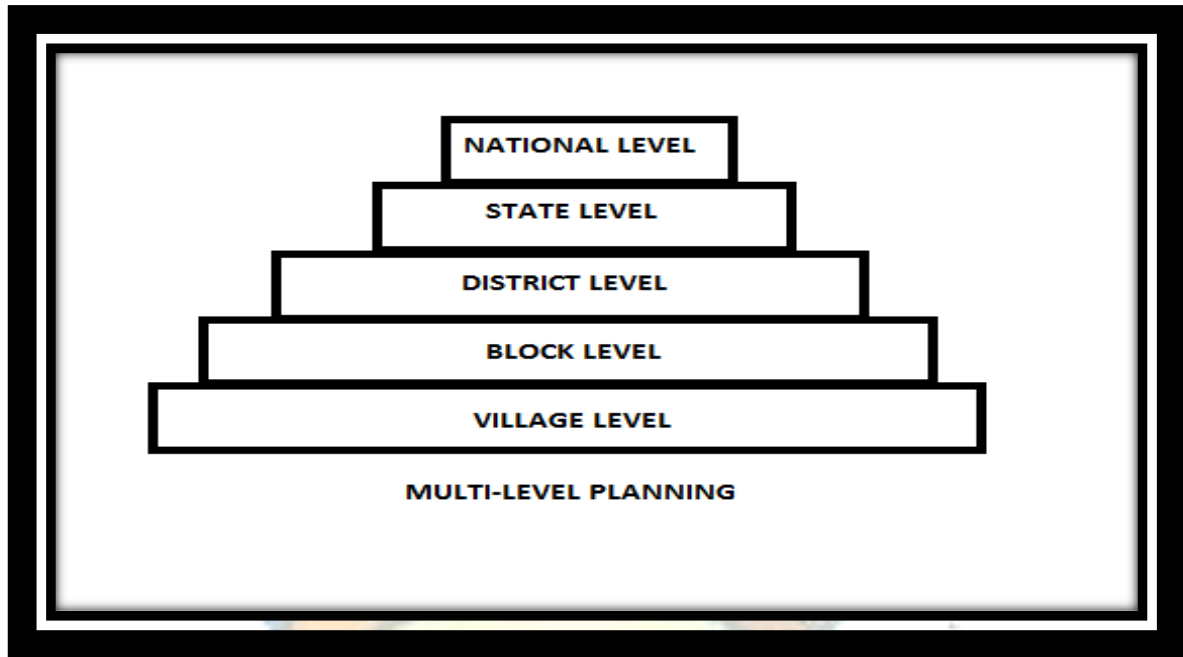 NATIONAL LEVEL
STATE LEVEL
DISTRICT LEVEL
BLOCK LEVEL
VILLAGE LEVEL
MULTI-LEVEL PLANNING